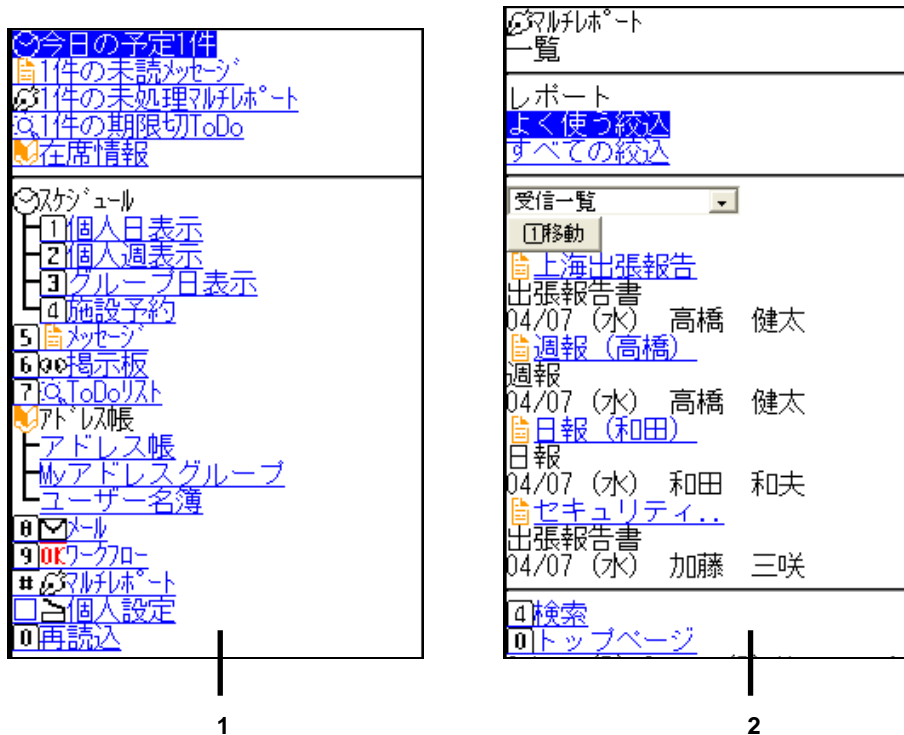 今日の予定1件
1件の未読ﾒｯｾｰｼﾞ
1件の未処理ﾏﾙﾁﾚﾎﾟｰﾄ
1件の期限切ToDo
在席情報
ｽｹｼﾞｭｰﾙ
1個人日表示
2個人週表示
3グループ日表示
4施設予約
5ﾒｯｾｰｼﾞ
6掲示板
7ToDoﾘｽﾄ
ｱﾄﾞﾚｽ帳
アドレス帳
Myアドレスグループ
ユーザー名簿
8ﾒｰﾙ
9OKﾜｰｸﾌﾛｰ
#ﾏﾙﾁﾚﾎﾟｰﾄ
個人設定
0再読込
1
ﾏﾙﾁﾚﾎﾟｰﾄ
一覧
レポート
よく使う絞込
すべての絞込
受信一覧
1移動
上海出張報告
出張報告書
04/07（水） 高橋 健太
週報（高橋）
週報
04/07（水） 高橋 健太
日報（和田）
日報
04/07（水） 和田 和夫
セキュリティ..
出張報告書
04/07（水） 加藤 三咲
4検索
0トップページ
2